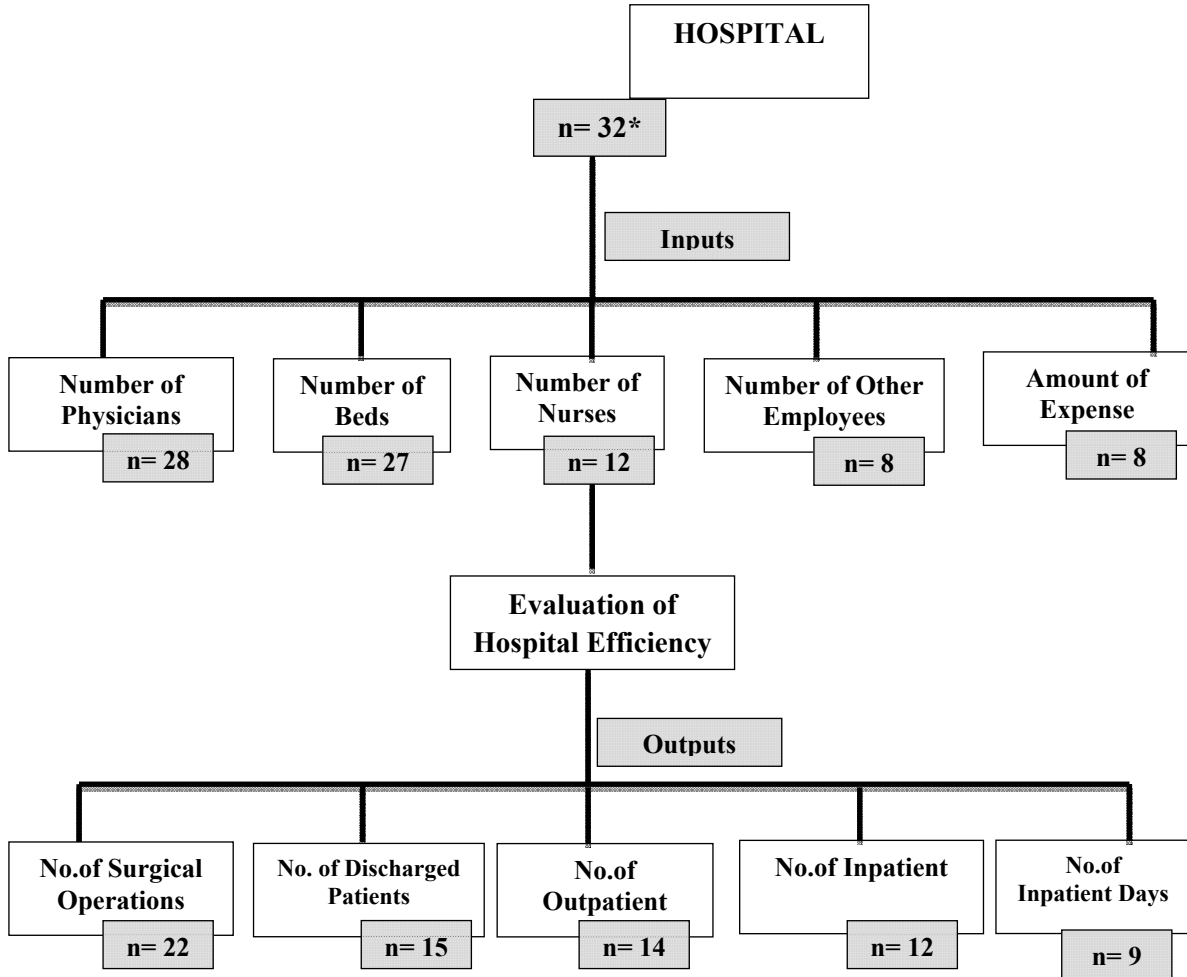 HOSPITAL
n= 32*
Inputs
Number of
Physicians
n= 28
Number of
Beds
n= 27
Number of
Nurses
n= 12
Number of Other
Employees
n= 8
Amount of
Expense
n= 8
Evaluation of
Hospital Efficiency
Outputs
No.of Surgical
Operations
n= 22
No. of Discharged
Patients
n= 15
No.of
Outpatient
n= 14
No.of Inpatient
n= 12
No.of
Inpatient Days
n= 9